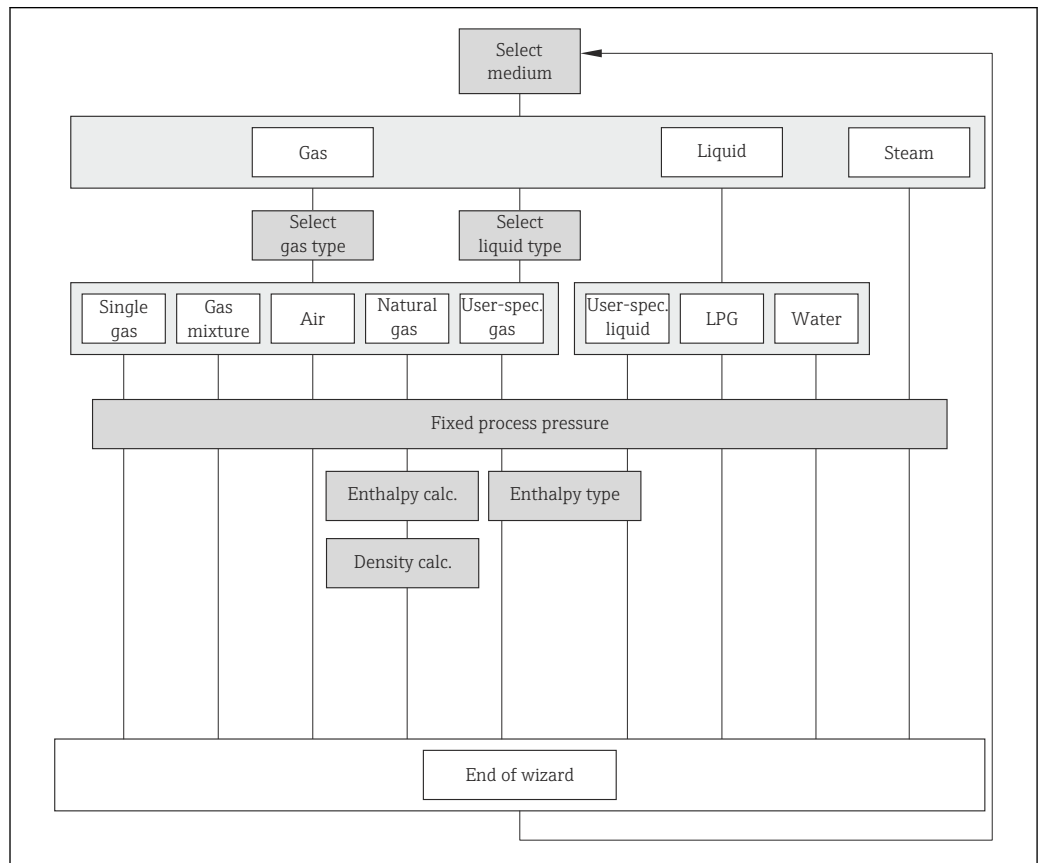 Select
medium
Gas
Liquid
Steam
Select
gas type
Select
liquid type
Single
gas
Gas
mixture
Air
Natural
gas
User-spec.
gas
User-spec.
liquid
LPG
Water
Fixed process pressure
Enthalpy calc.
Enthalpy type
Density calc.
End of wizard